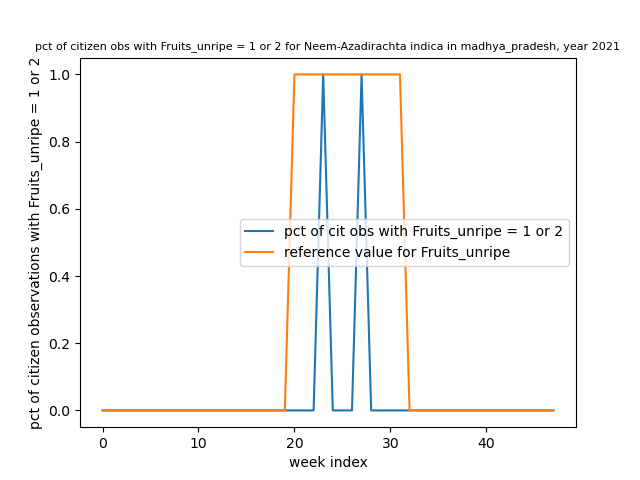 pct of citizen obs with Fruits_unripe = 1 or 2 for Neem-Azadirachta indica in madhya_pradesh, year 2021
pct of citizen observations with Fruits_unripe = 1 or 2
1.0
0.8
0.6
0.4
0.2
0.0
pct of cit obs with Fruits_unripe = 1 or 2
reference value for Fruits_unripe
0
10
20
30
40
week index